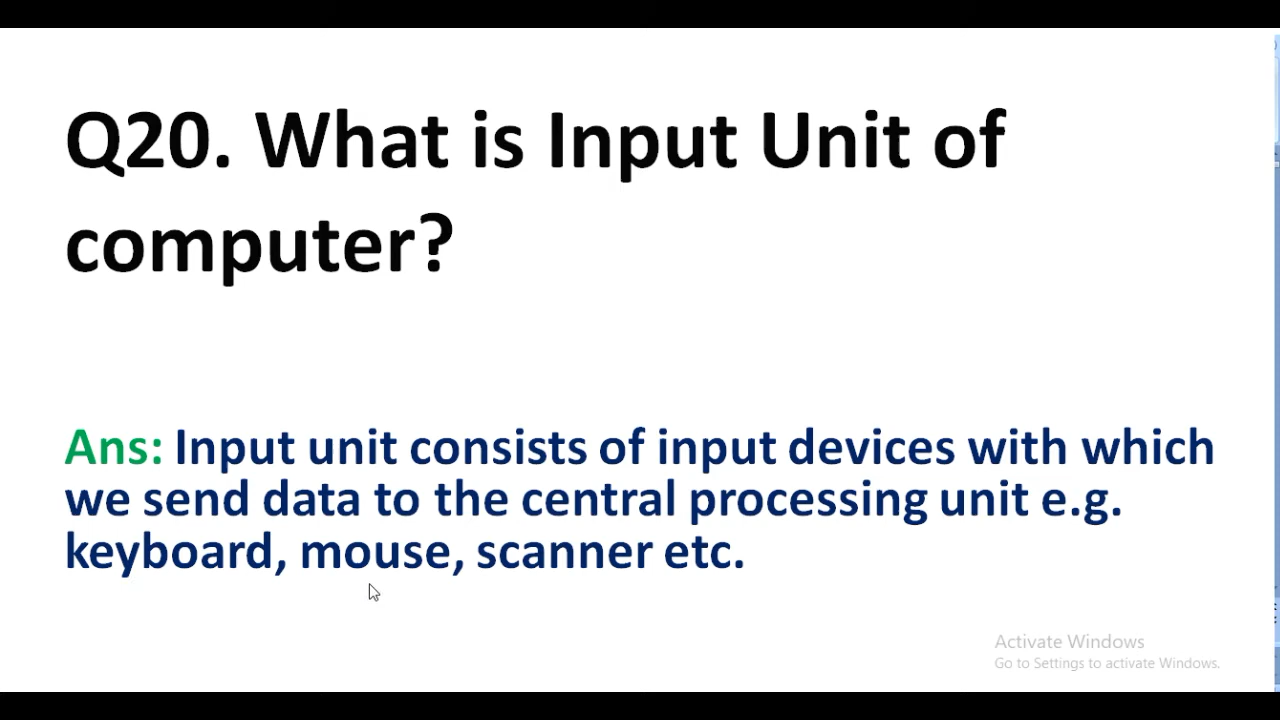 Q20. What is Input Unit of
computer?
Ans: Input unit consists of input devices with which
we send data to the central processing unit e.g.
keyboard, mouse, scanner etc.
Activate Windows
Go to Settings to activate Windows.